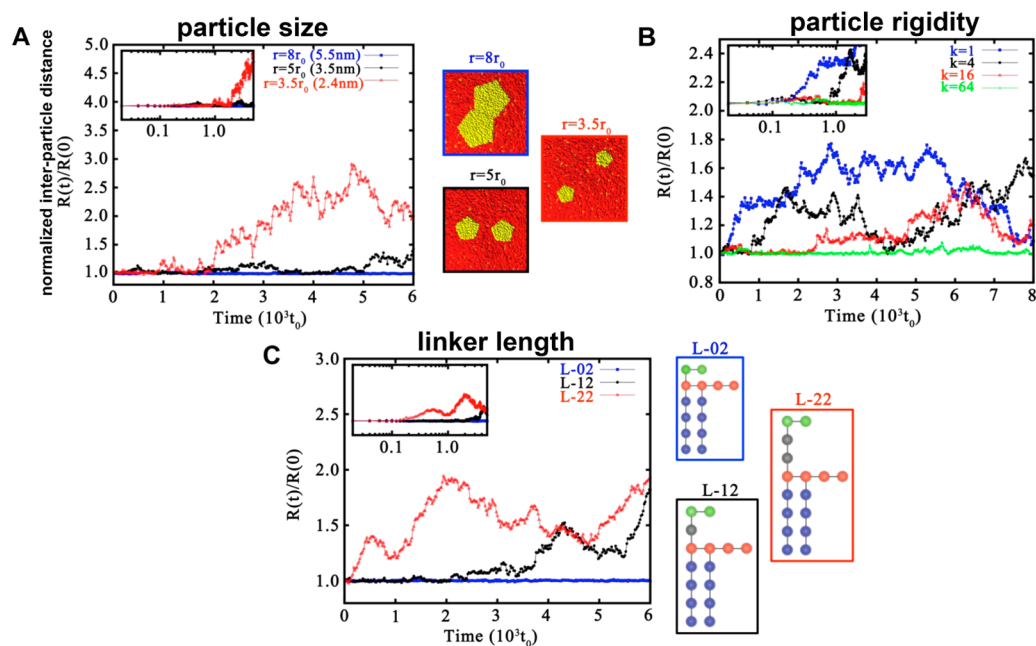 A
particle size
normalized inter-particle distance
R(t)/R(0)
5.0
4.5
4.0
3.5
3.0
2.5
2.0
1.5
1.0
0.1 1.0
r=8r₀ (5.5nm)
r=5r₀ (3.5nm)
r=3.5r₀ (2.4nm)
0 1 2 3 4 5 6
Time (10³t₀)
r=8r₀
r=3.5r₀
r=5r₀
B
particle rigidity
R(t)/R(0)
2.4
2.2
2.0
1.8
1.6
1.4
1.2
1.0
0.8
0.1 1.0
k=1
k=4
k=16
k=64
0 1 2 3 4 5 6 7 8
Time (10³t₀)
C
linker length
R(t)/R(0)
3.0
2.5
2.0
1.5
1.0
0.1 1.0
L-02
L-12
L-22
0 1 2 3 4 5 6
Time (10³t₀)
L-02
L-22
L-12